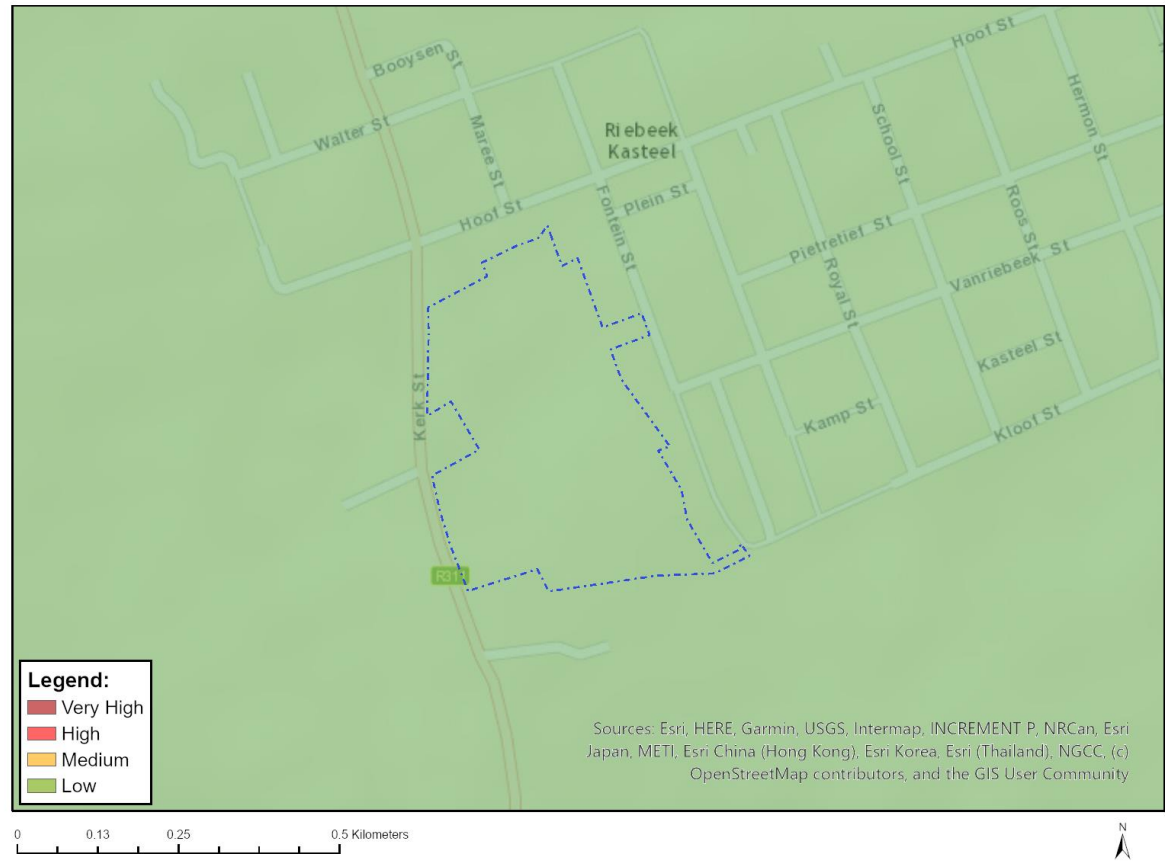 Booysen St
Hoof St
Walter St
Maree St
Riebeek
Kasteel
School St
Hermon St
Hoof St
Fontein St
Plein St
Pietretief St
Roos St
Royal St
Vanriebeek St
Kasteel St
Kerk St
Kamp St
Kloof St
Legend:
Very High
High
Medium
Low
Sources: Esri, HERE, Garmin, USGS, Intermap, INCREMENT P, NRCan, Esri
Japan, METI, Esri China (Hong Kong), Esri Korea, Esri (Thailand), NGCC, (c)
OpenStreetMap contributors, and the GIS User Community
0 0.13 0.25 0.5 Kilometers
N